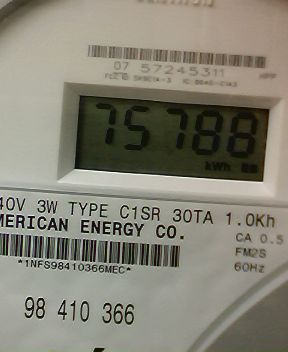 07 57245311
75788
kWh
40V 3W TYPE C1SR 30TA 1.0Kh
MERICAN ENERGY CO.
CA 0.5
*1NFS98410366MEC*
FM2S
60Hz
98 410 366